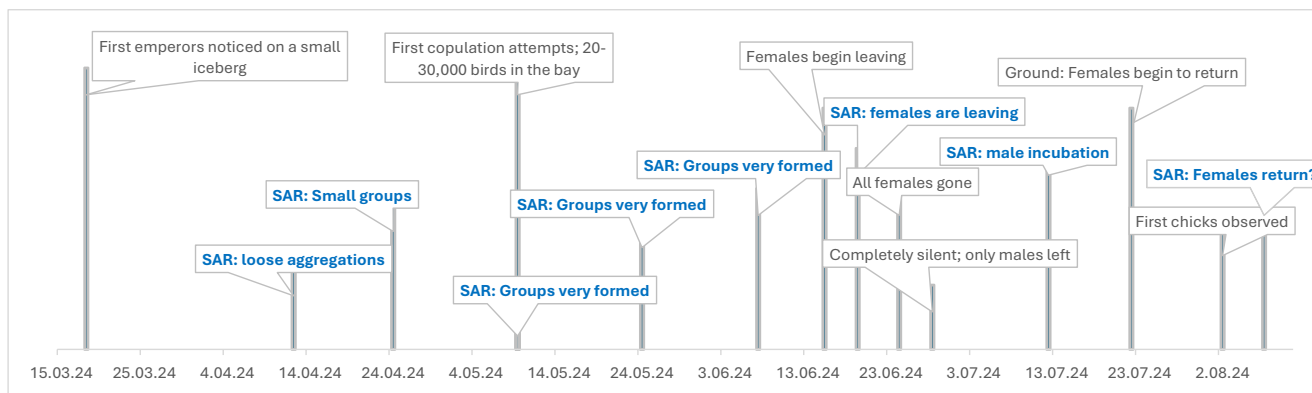 First emperors noticed on a small
iceberg
First copulation attempts; 20-
30,000 birds in the bay
Females begin leaving
Ground: Females begin to return
SAR: females are leaving
SAR: Groups very formed
SAR: male incubation
SAR: Females return?
All females gone
SAR: Small groups
SAR: Groups very formed
First chicks observed
SAR: loose aggregations
Completely silent; only males left
SAR: Groups very formed
15.03.24 25.03.24 4.04.24 14.04.24 24.04.24 4.05.24 14.05.24 24.05.24 3.06.24 13.06.24 23.06.24 3.07.24 13.07.24 23.07.24 2.08.24